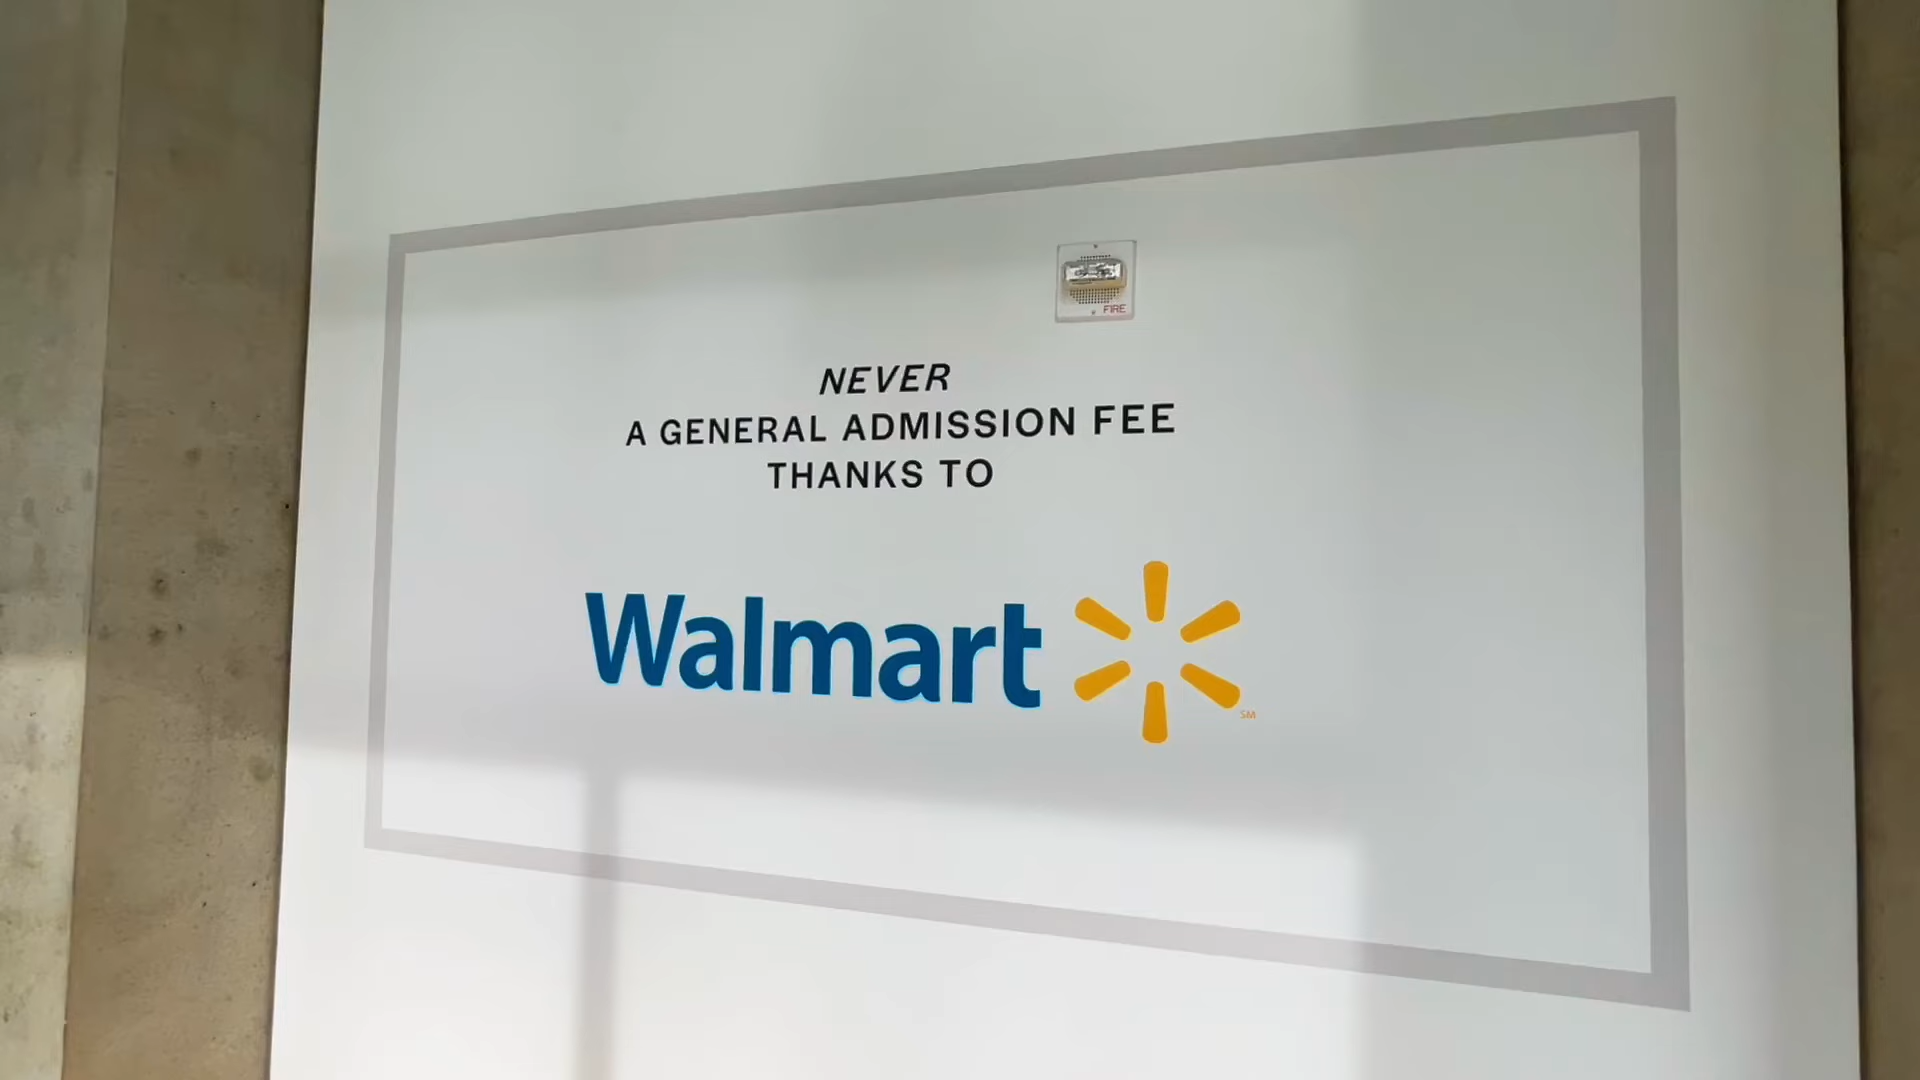 FIRE
NEVER
A GENERAL ADMISSION FEE
THANKS TO
Walmart
SM